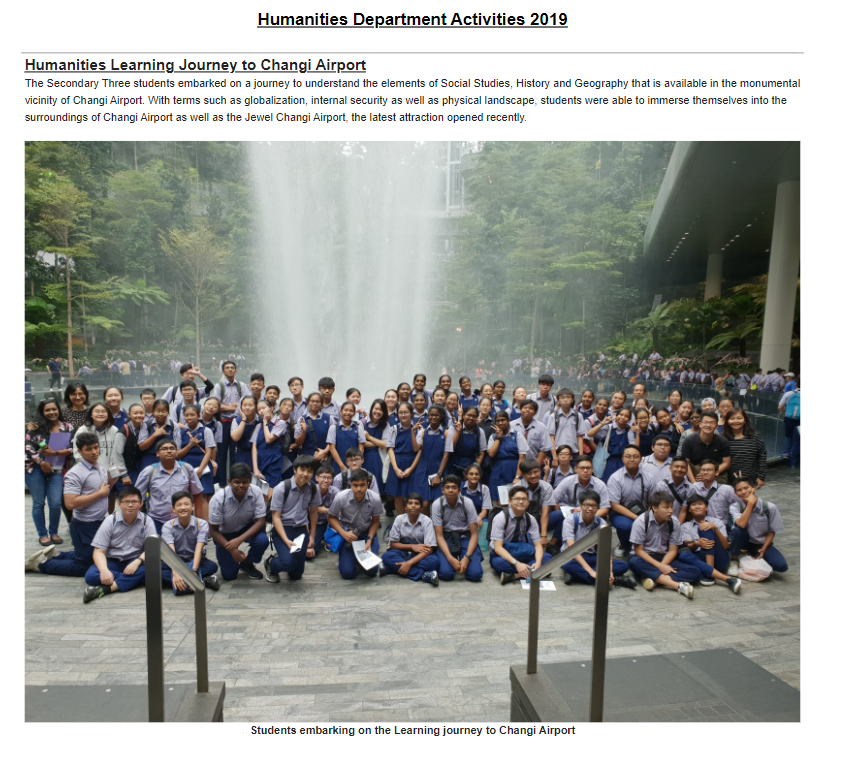 Humanities Department Activities 2019
Humanities Learning Journey to Changi Airport
The Secondary Three students embarked on a journey to understand the elements of Social Studies, History and Geography that is available in the monumental
vicinity of Changi Airport. With terms such as globalization, internal security as well as physical landscape, students were able to immerse themselves into the
surroundings of Changi Airport as well as the Jewel Changi Airport, the latest attraction opened recently.
Students embarking on the Learning journey to Changi Airport